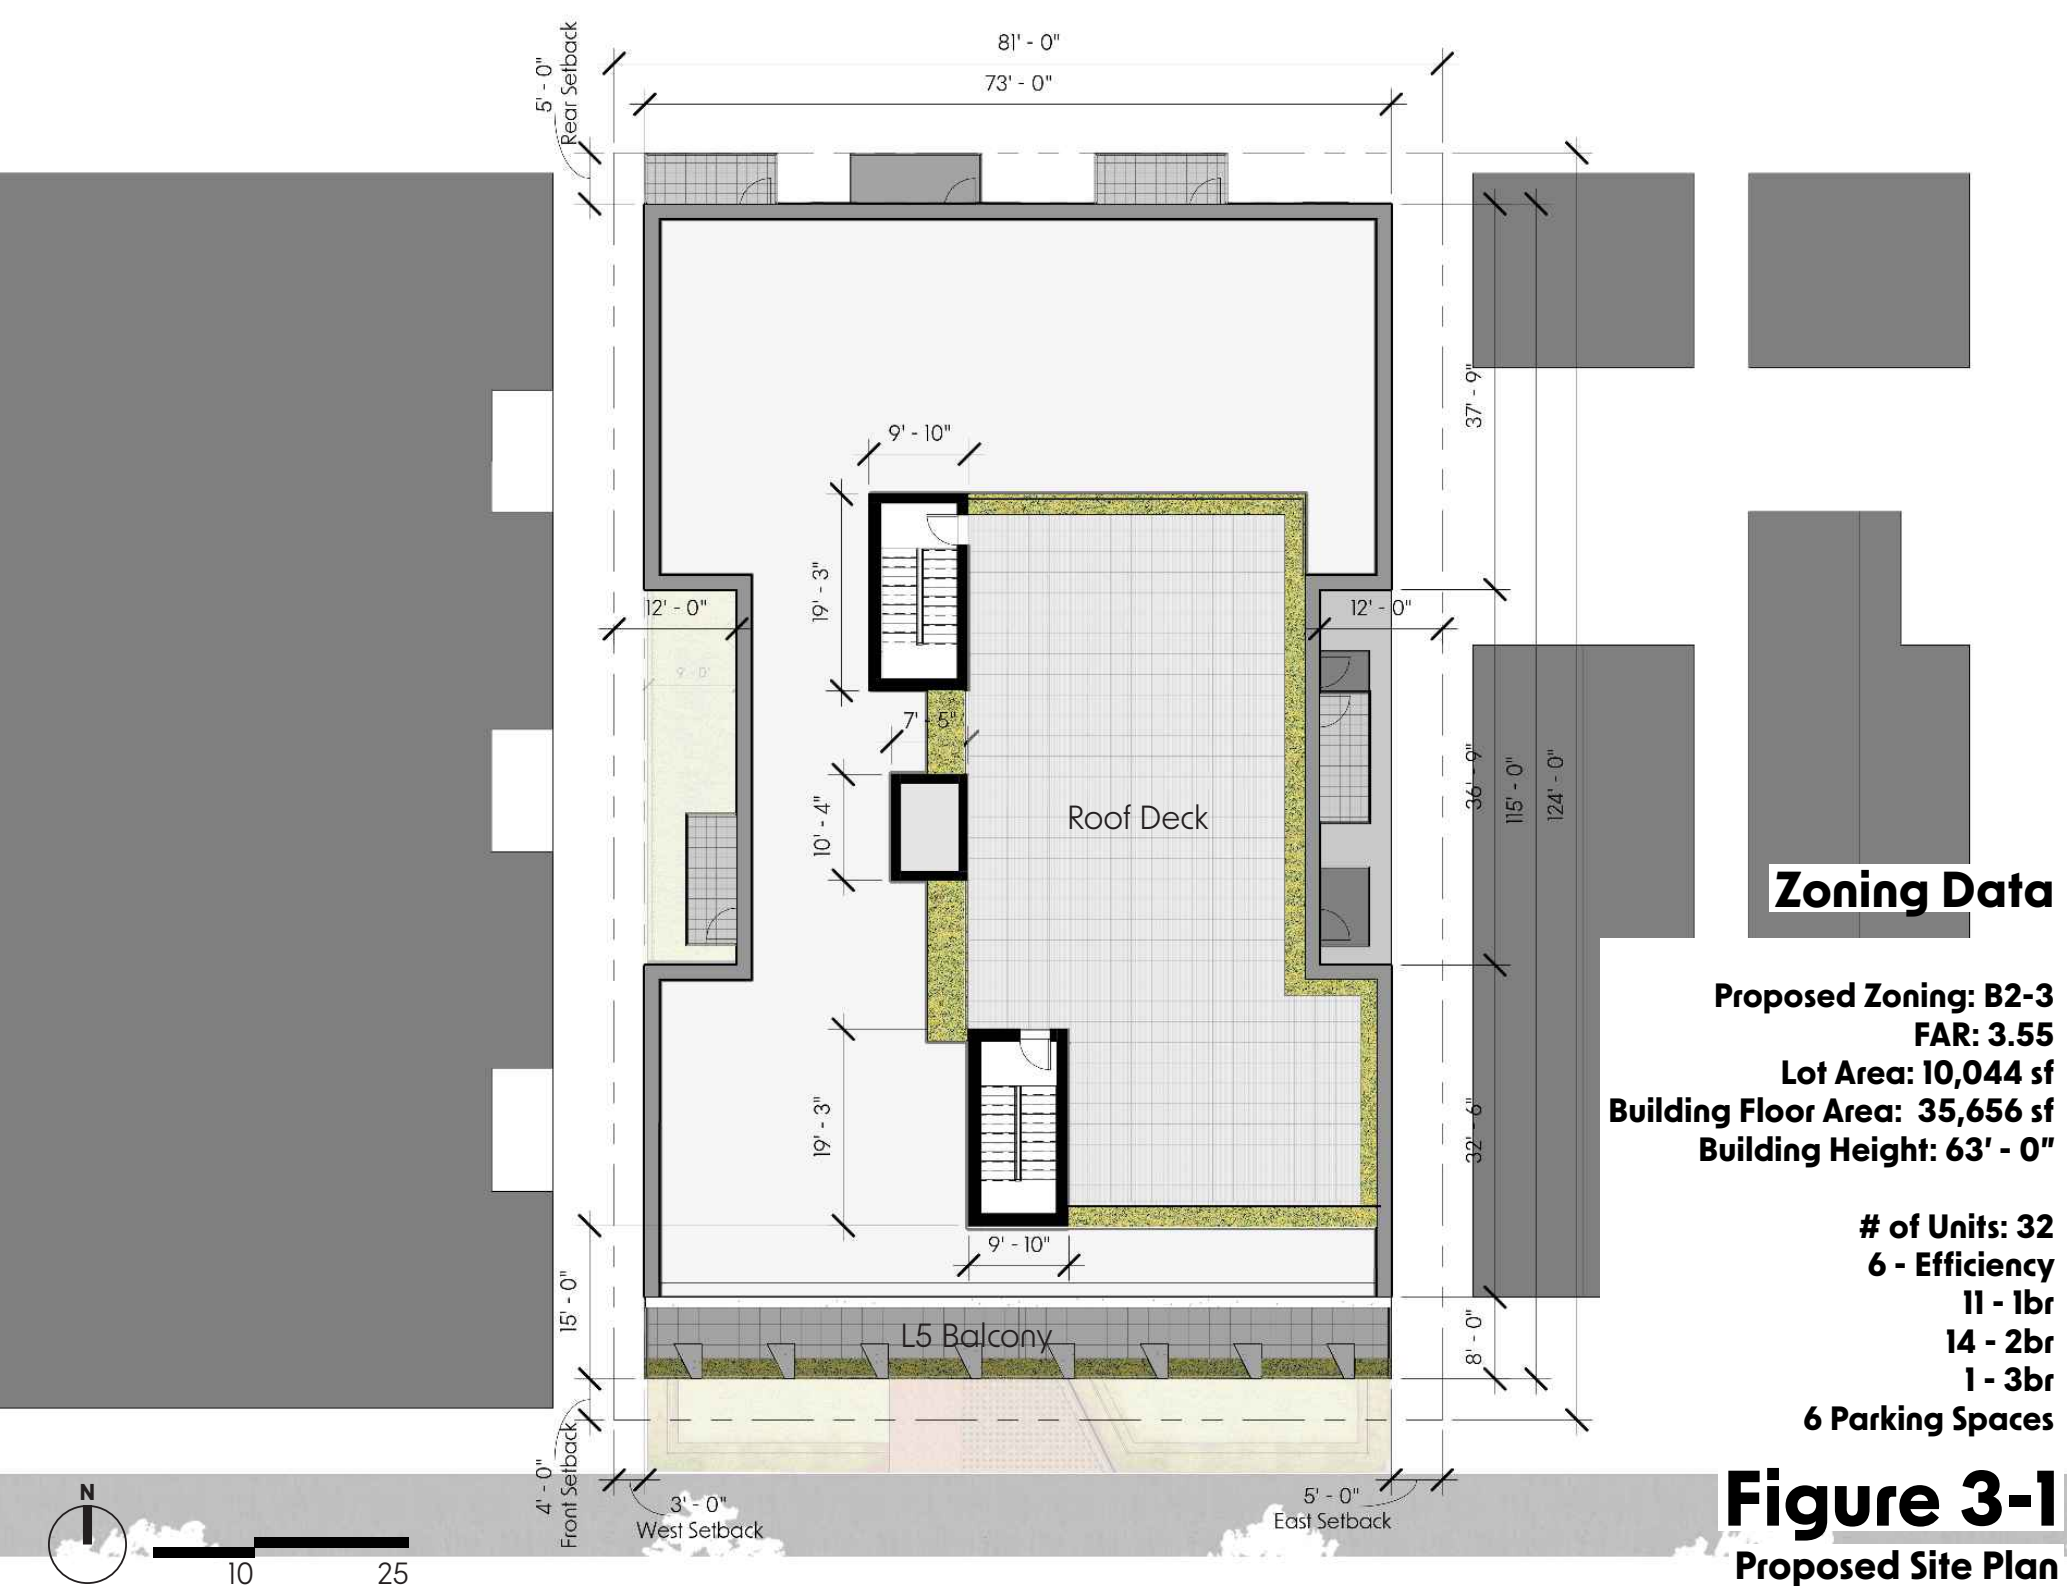 81' - 0"
73' - 0"
5' - 0"
Rear Setback
37' - 9"
9' - 10"
19' - 3"
12' - 0"
12' - 0"
9' - 0"
7' - 5"
10' - 4"
Roof Deck
36' - 9"
115' - 0"
124' - 0"
19' - 3"
32' - 6"
9' - 10"
15' - 0"
L5 Balcony
8' - 0"
4' - 0"
Front Setback
3' - 0"
West Setback
5' - 0"
East Setback
N
10
25
Zoning Data
Proposed Zoning: B2-3
FAR: 3.55
Lot Area: 10,044 sf
Building Floor Area: 35,656 sf
Building Height: 63' - 0"
# of Units: 32
6 - Efficiency
11 - 1br
14 - 2br
1 - 3br
6 Parking Spaces
Figure 3-1
Proposed Site Plan